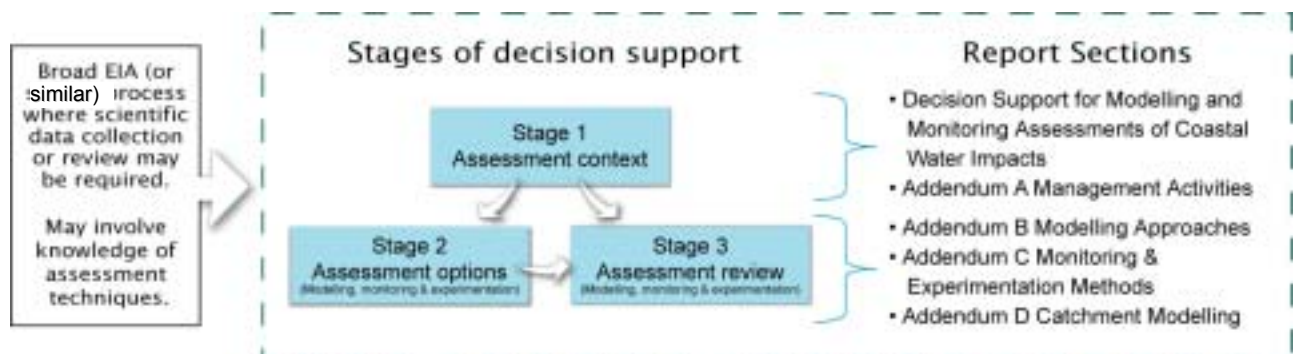 Broad EIA (or
similar) process
where scientific
data collection
or review may
be required.
May involve
knowledge of
assessment
techniques.
Stages of decision support
Stage 1
Assessment context
Stage 2
Assessment options
(Modelling, monitoring & experimentation)
Stage 3
Assessment review
(Modelling, monitoring & experimentation)
Report Sections
• Decision Support for Modelling and
Monitoring Assessments of Coastal
Water Impacts
• Addendum A Management Activities
• Addendum B Modelling Approaches
• Addendum C Monitoring &
Experimentation Methods
• Addendum D Catchment Modelling